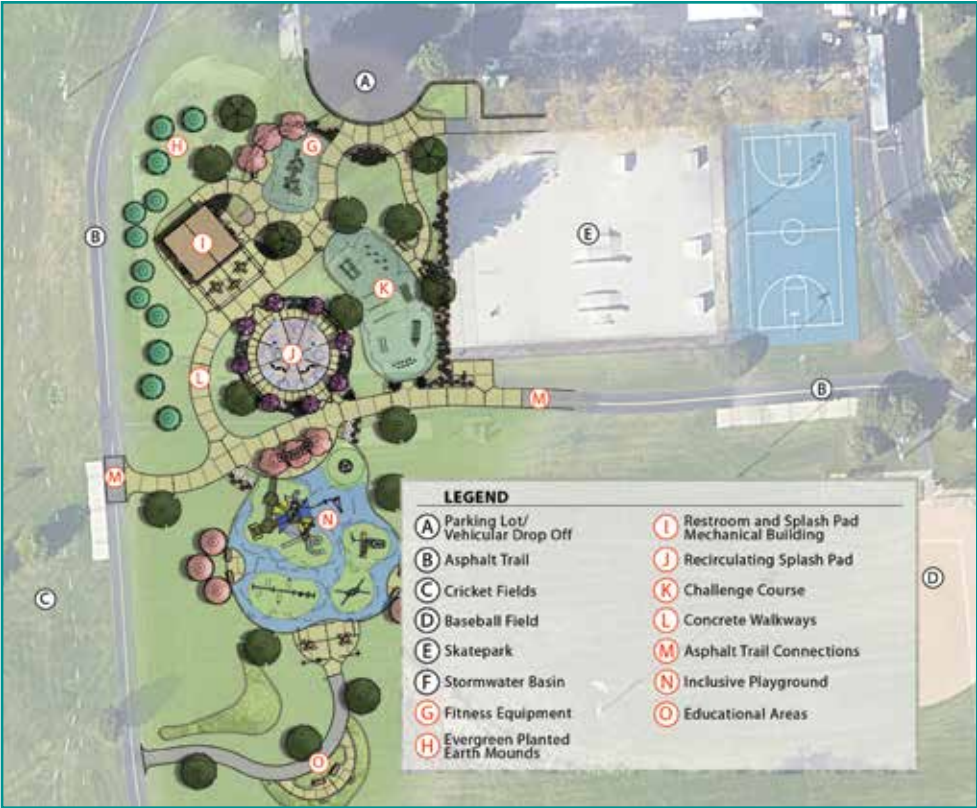 A
H
G
B
E
I
K
J
L
B
M
M
N
C
D
O
LEGEND
A Parking Lot/
Vehicular Drop Off
B Asphalt Trail
C Cricket Fields
D Baseball Field
E Skatepark
F Stormwater Basin
G Fitness Equipment
H Evergreen Planted
Earth Mounds
I Restroom and Splash Pad
Mechanical Building
J Recirculating Splash Pad
K Challenge Course
L Concrete Walkways
M Asphalt Trail Connections
N Inclusive Playground
O Educational Areas